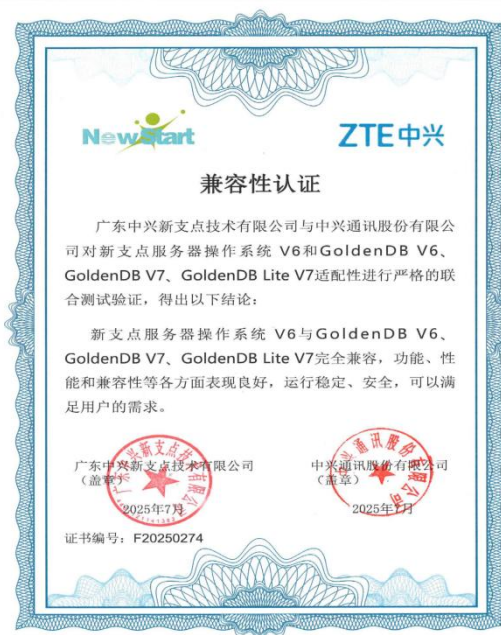 NewStart
ZTE中兴
兼容性认证
广东中兴新支点技术有限公司与中兴通讯股份有限公
司对新支点服务器操作系统 V6和GoldenDB V6、
GoldenDB V7、GoldenDB Lite V7适配性进行严格的联
合测试验证，得出以下结论：
新支点服务器操作系统 V6与GoldenDB V6、
GoldenDB V7、GoldenDB Lite V7完全兼容，功能、性
能和兼容性等各方面表现良好，运行稳定、安全，可以满
足用户的需求。
广东中兴新支点技术有限公司
（盖章）
2025年7月
中兴通讯股份有限公司
（盖章）
2025年7月
证书编号：F20250274